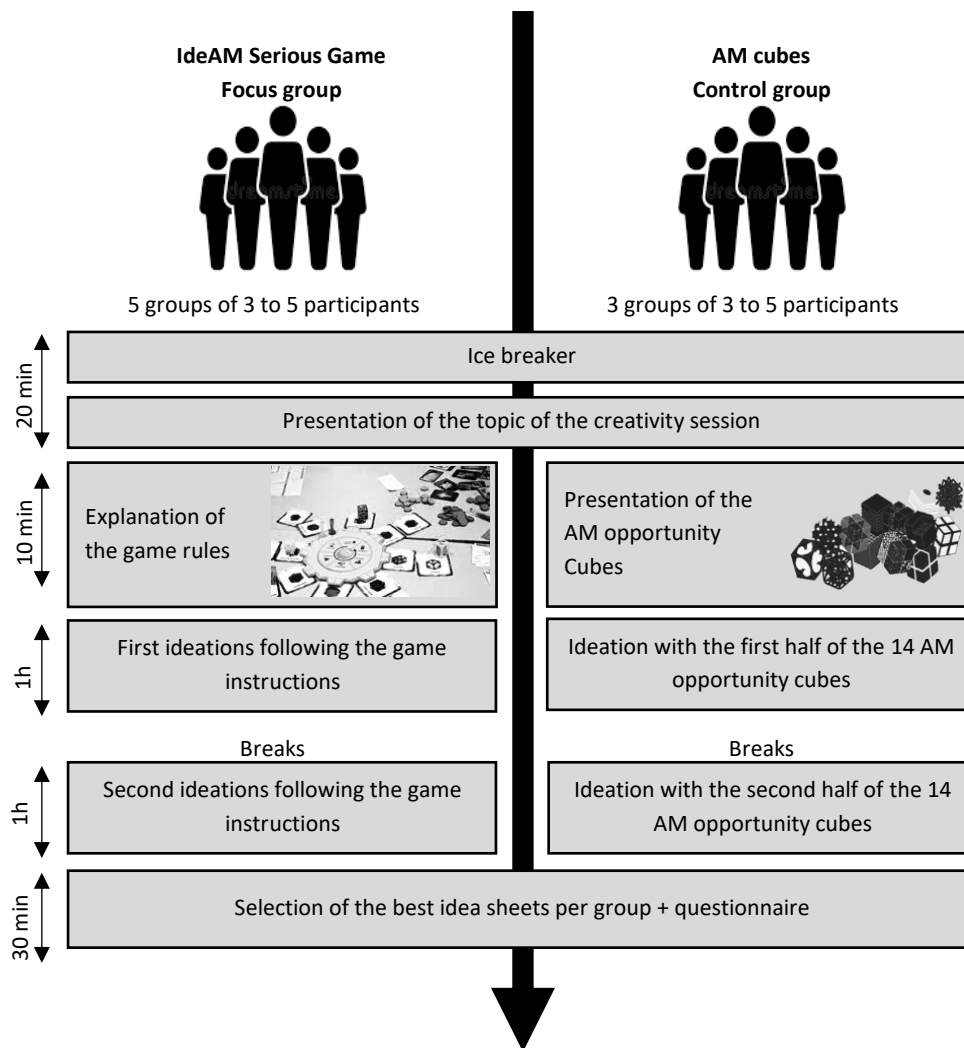 IdeAM Serious Game
Focus group
AM cubes
Control group
dreamstime
dreamstime
5 groups of 3 to 5 participants
3 groups of 3 to 5 participants
20 min
Ice breaker
Presentation of the topic of the creativity session
10 min
Explanation of
the game rules
Presentation of the
AM opportunity
Cubes
1h
First ideations following the game
instructions
Ideation with the first half of the 14 AM
opportunity cubes
Breaks
Breaks
1h
Second ideations following the game
instructions
Ideation with the second half of the 14
AM opportunity cubes
30 min
Selection of the best idea sheets per group + questionnaire